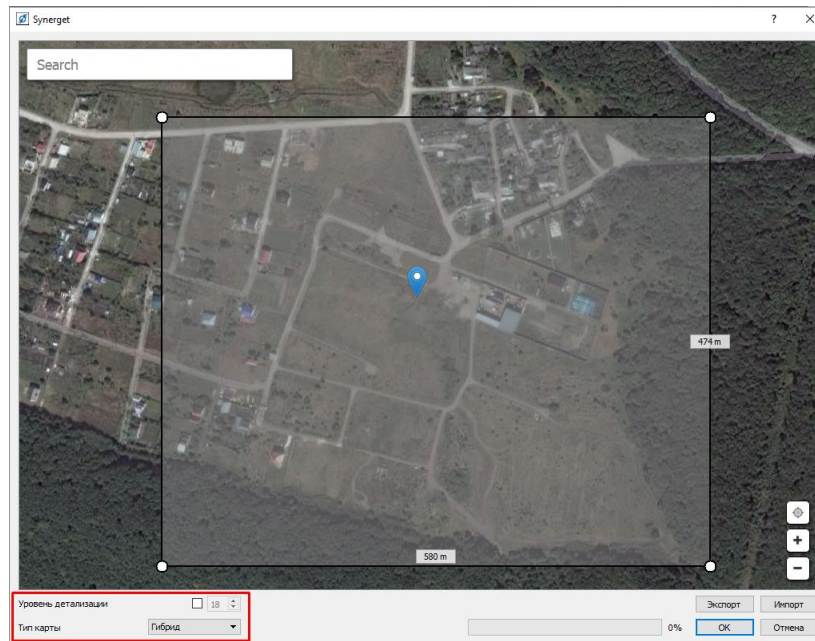 Synerget
?
Search
474 m
580 m
Уровень детализации 18
Экспорт Импорт
Тип карты Гибрид 0% OK Отмена